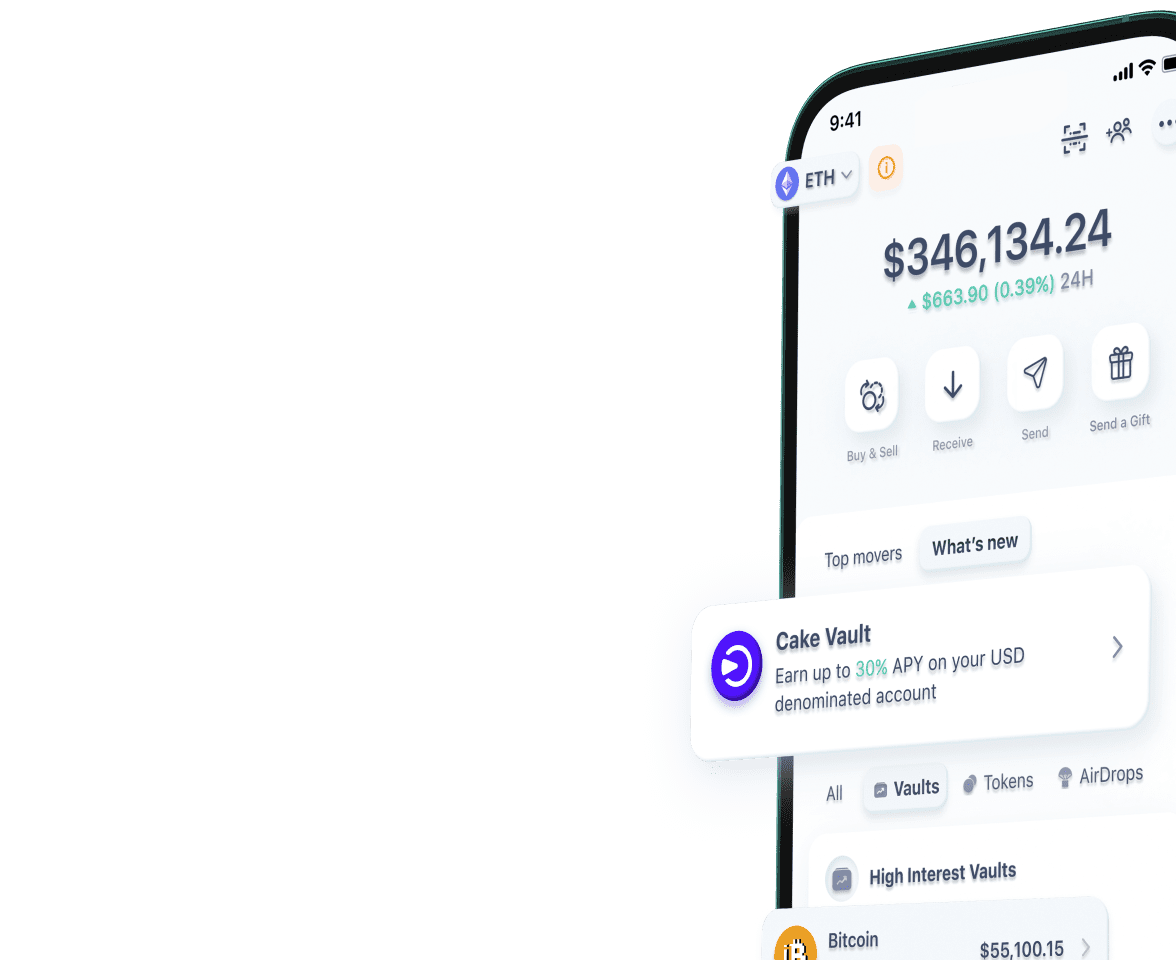 9:41
ETH
$346,134.24
$663.90 (0.39%) 24H
Buy & Sell
Receive
Send
Send a Gift
Top movers
What's new
Cake Vault
Earn up to 30% APY on your USD
denominated account
All
Vaults
Tokens
AirDrops
High Interest Vaults
Bitcoin
$55,100.15